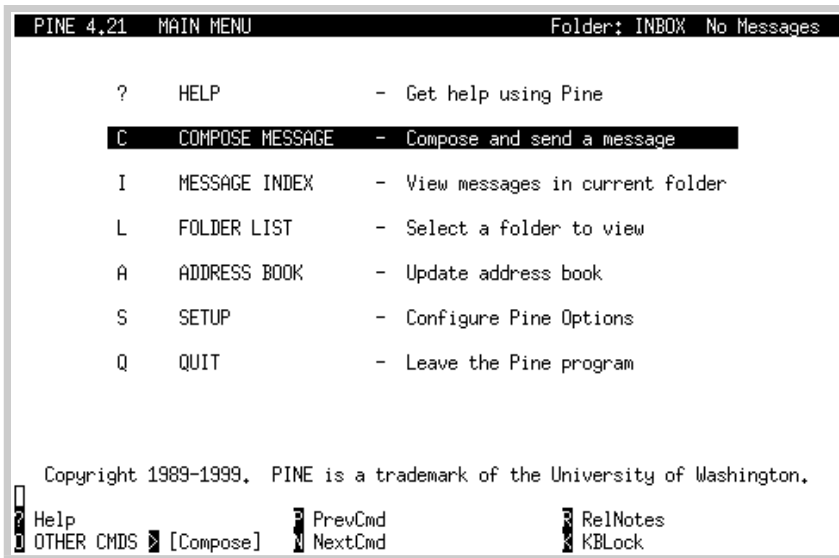 PINE 4.21 MAIN MENU Folder: INBOX No Messages
? HELP - Get help using Pine
C COMPOSE MESSAGE - Compose and send a message
I MESSAGE INDEX - View messages in current folder
L FOLDER LIST - Select a folder to view
A ADDRESS BOOK - Update address book
S SETUP - Configure Pine Options
Q QUIT - Leave the Pine program
Copyright 1989-1999. PINE is a trademark of the University of Washington.
? Help P PrevCmd R RelNotes
O OTHER CMDS > [Compose] N NextCmd K KBLock